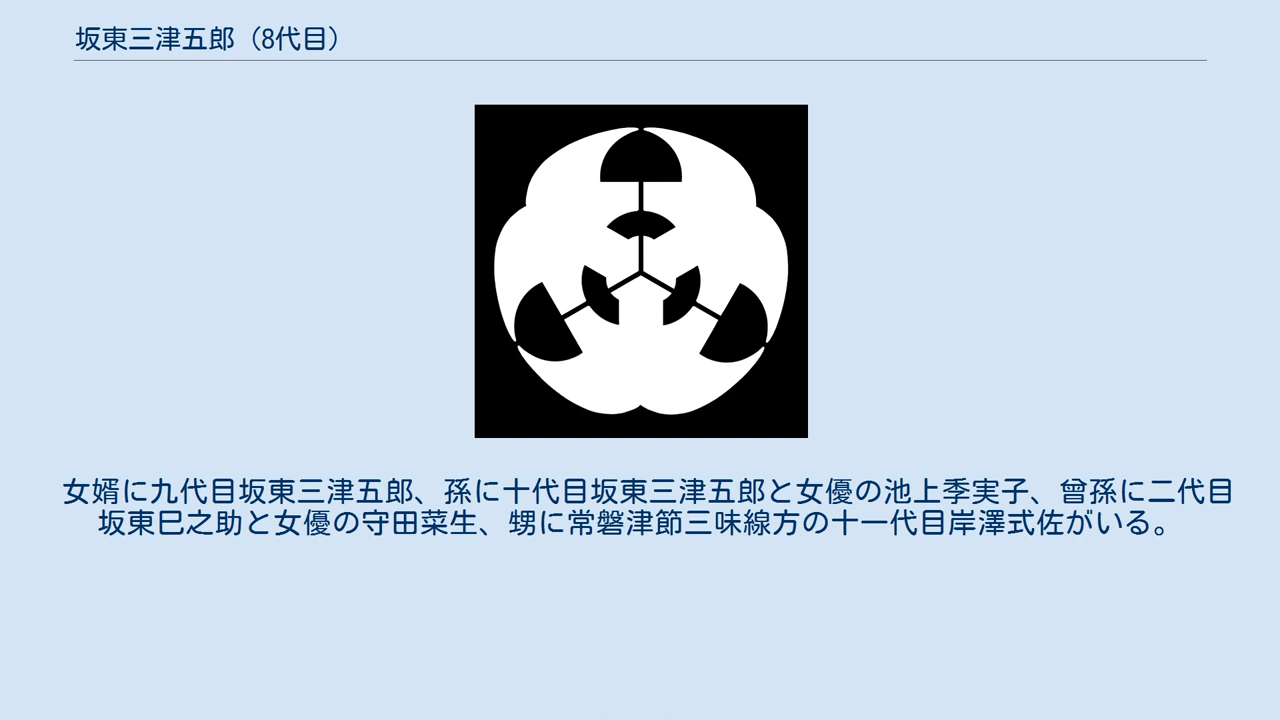 坂東三津五郎（8代目）
女婿に九代目坂東三津五郎、孫に十代目坂東三津五郎と女優の池上季実子、曾孫に二代目
坂東巳之助と女優の守田菜生、甥に常磐津節三味線方の十一代目岸澤式佐がいる。